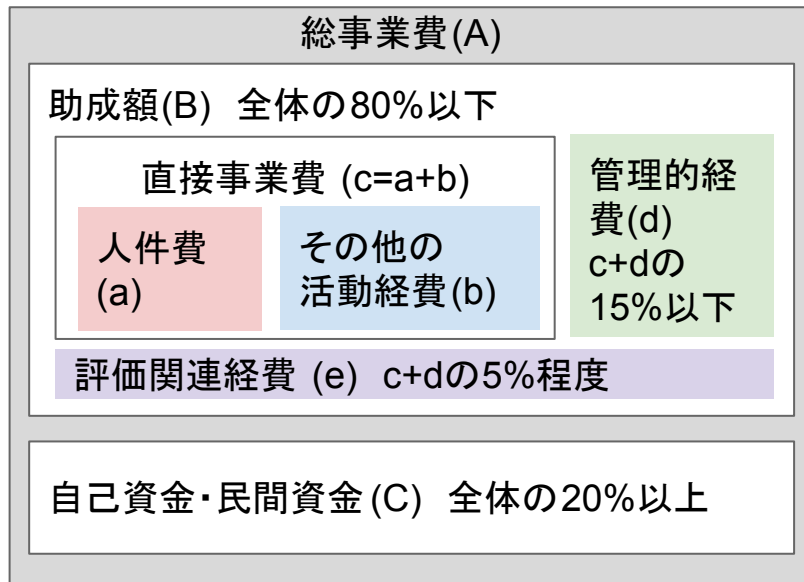 総事業費(A)
助成額(B) 全体の80%以下
直接事業費 (c=a+b)
人件費
(a)
その他の
活動経費(b)
管理的経
費(d)
c+dの
15%以下
評価関連経費 (e) c+dの5%程度
自己資金・民間資金(C) 全体の20%以上